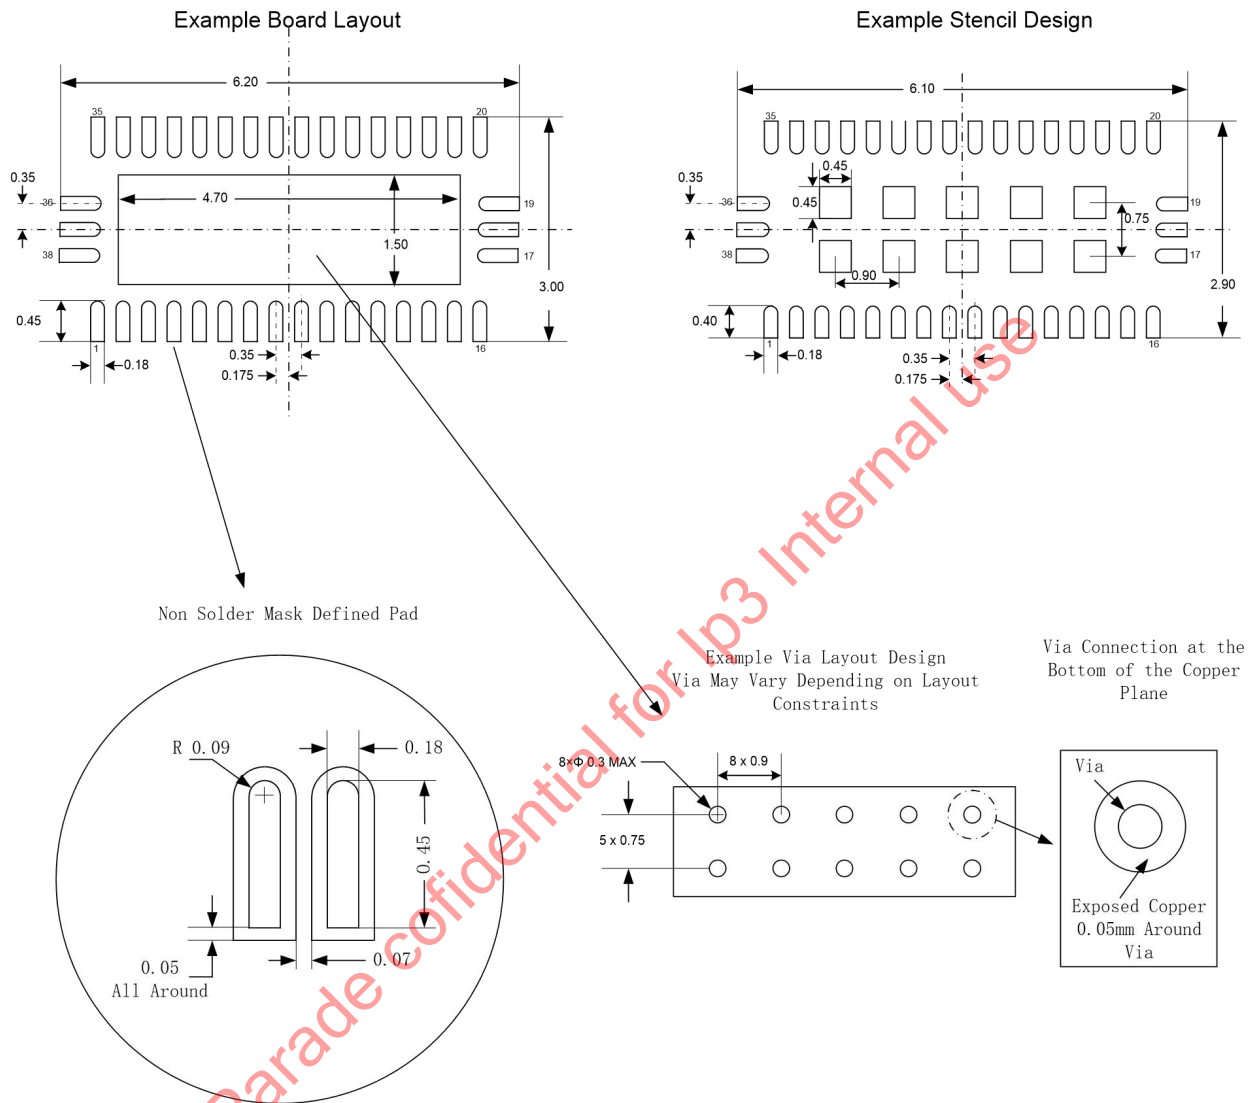 Example Board Layout
6.20
35
20
0.35
36
38
4.70
1.50
19
17
3.00
0.45
1
16
0.18
0.35
0.175
Example Stencil Design
6.10
35
20
0.45
0.35
36
38
0.45
0.75
19
17
0.90
2.90
0.40
1
16
0.18
0.35
0.175
Non Solder Mask Defined Pad
R 0.09
0.18
0.45
0.05
All Around
0.07
Example Via Layout Design
Via May Vary Depending on Layout
Constraints
8×Φ 0.3 MAX
8 x 0.9
5 x 0.75
Via Connection at the
Bottom of the Copper
Plane
Via
Exposed Copper
0.05mm Around
Via
Parade cofidential for lp3 Internal use